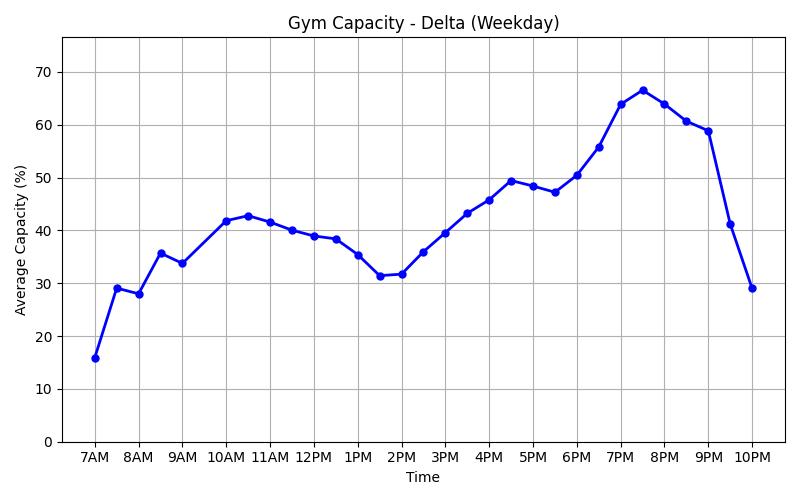 Gym Capacity - Delta (Weekday)
Average Capacity (%)
70
60
50
40
30
20
10
0
7AM 8AM 9AM 10AM 11AM 12PM 1PM 2PM 3PM 4PM 5PM 6PM 7PM 8PM 9PM 10PM
Time